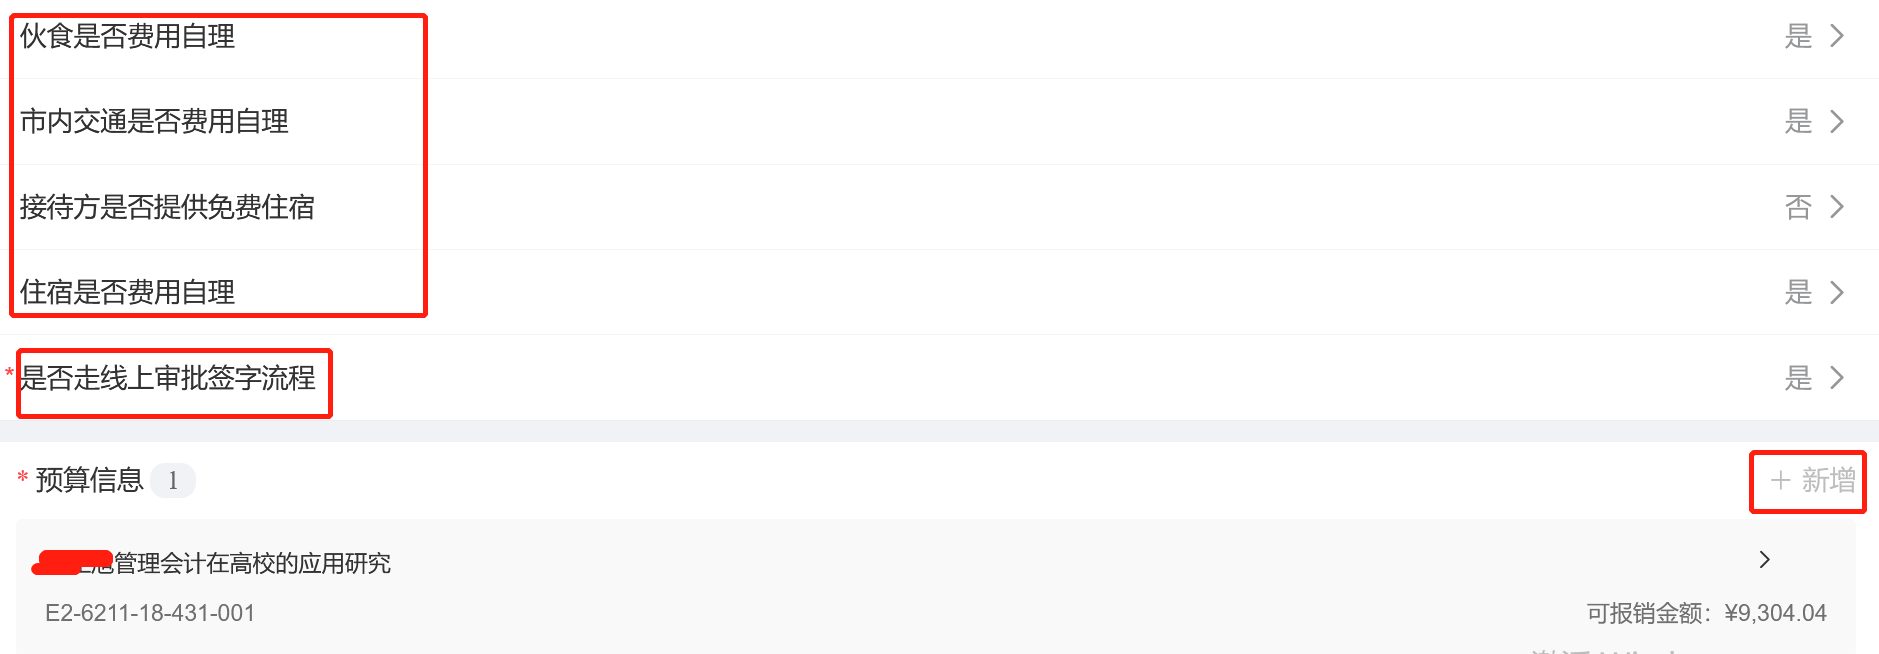 伙食是否费用自理 是
市内交通是否费用自理 是
接待方是否提供免费住宿 否
住宿是否费用自理 是
*是否走线上审批签字流程 是
* 预算信息 1 + 新增
管理会计在高校的应用研究
E2-6211-18-431-001 可报销金额：¥9,304.04